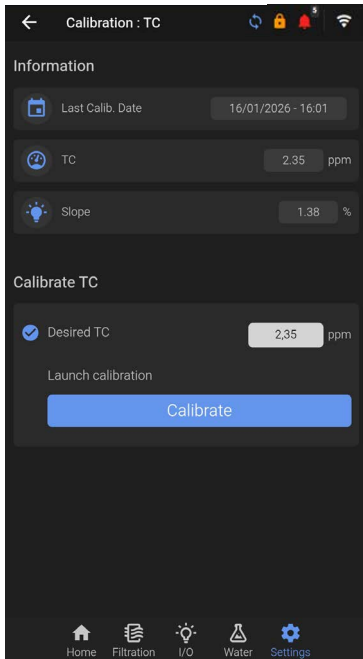 Calibration : TC
5
Information
Last Calib. Date 16/01/2026 - 16:01
TC 2.35 ppm
Slope 1.38 %
Calibrate TC
Desired TC 2,35 ppm
Launch calibration
Calibrate
Home Filtration I/O Water Settings